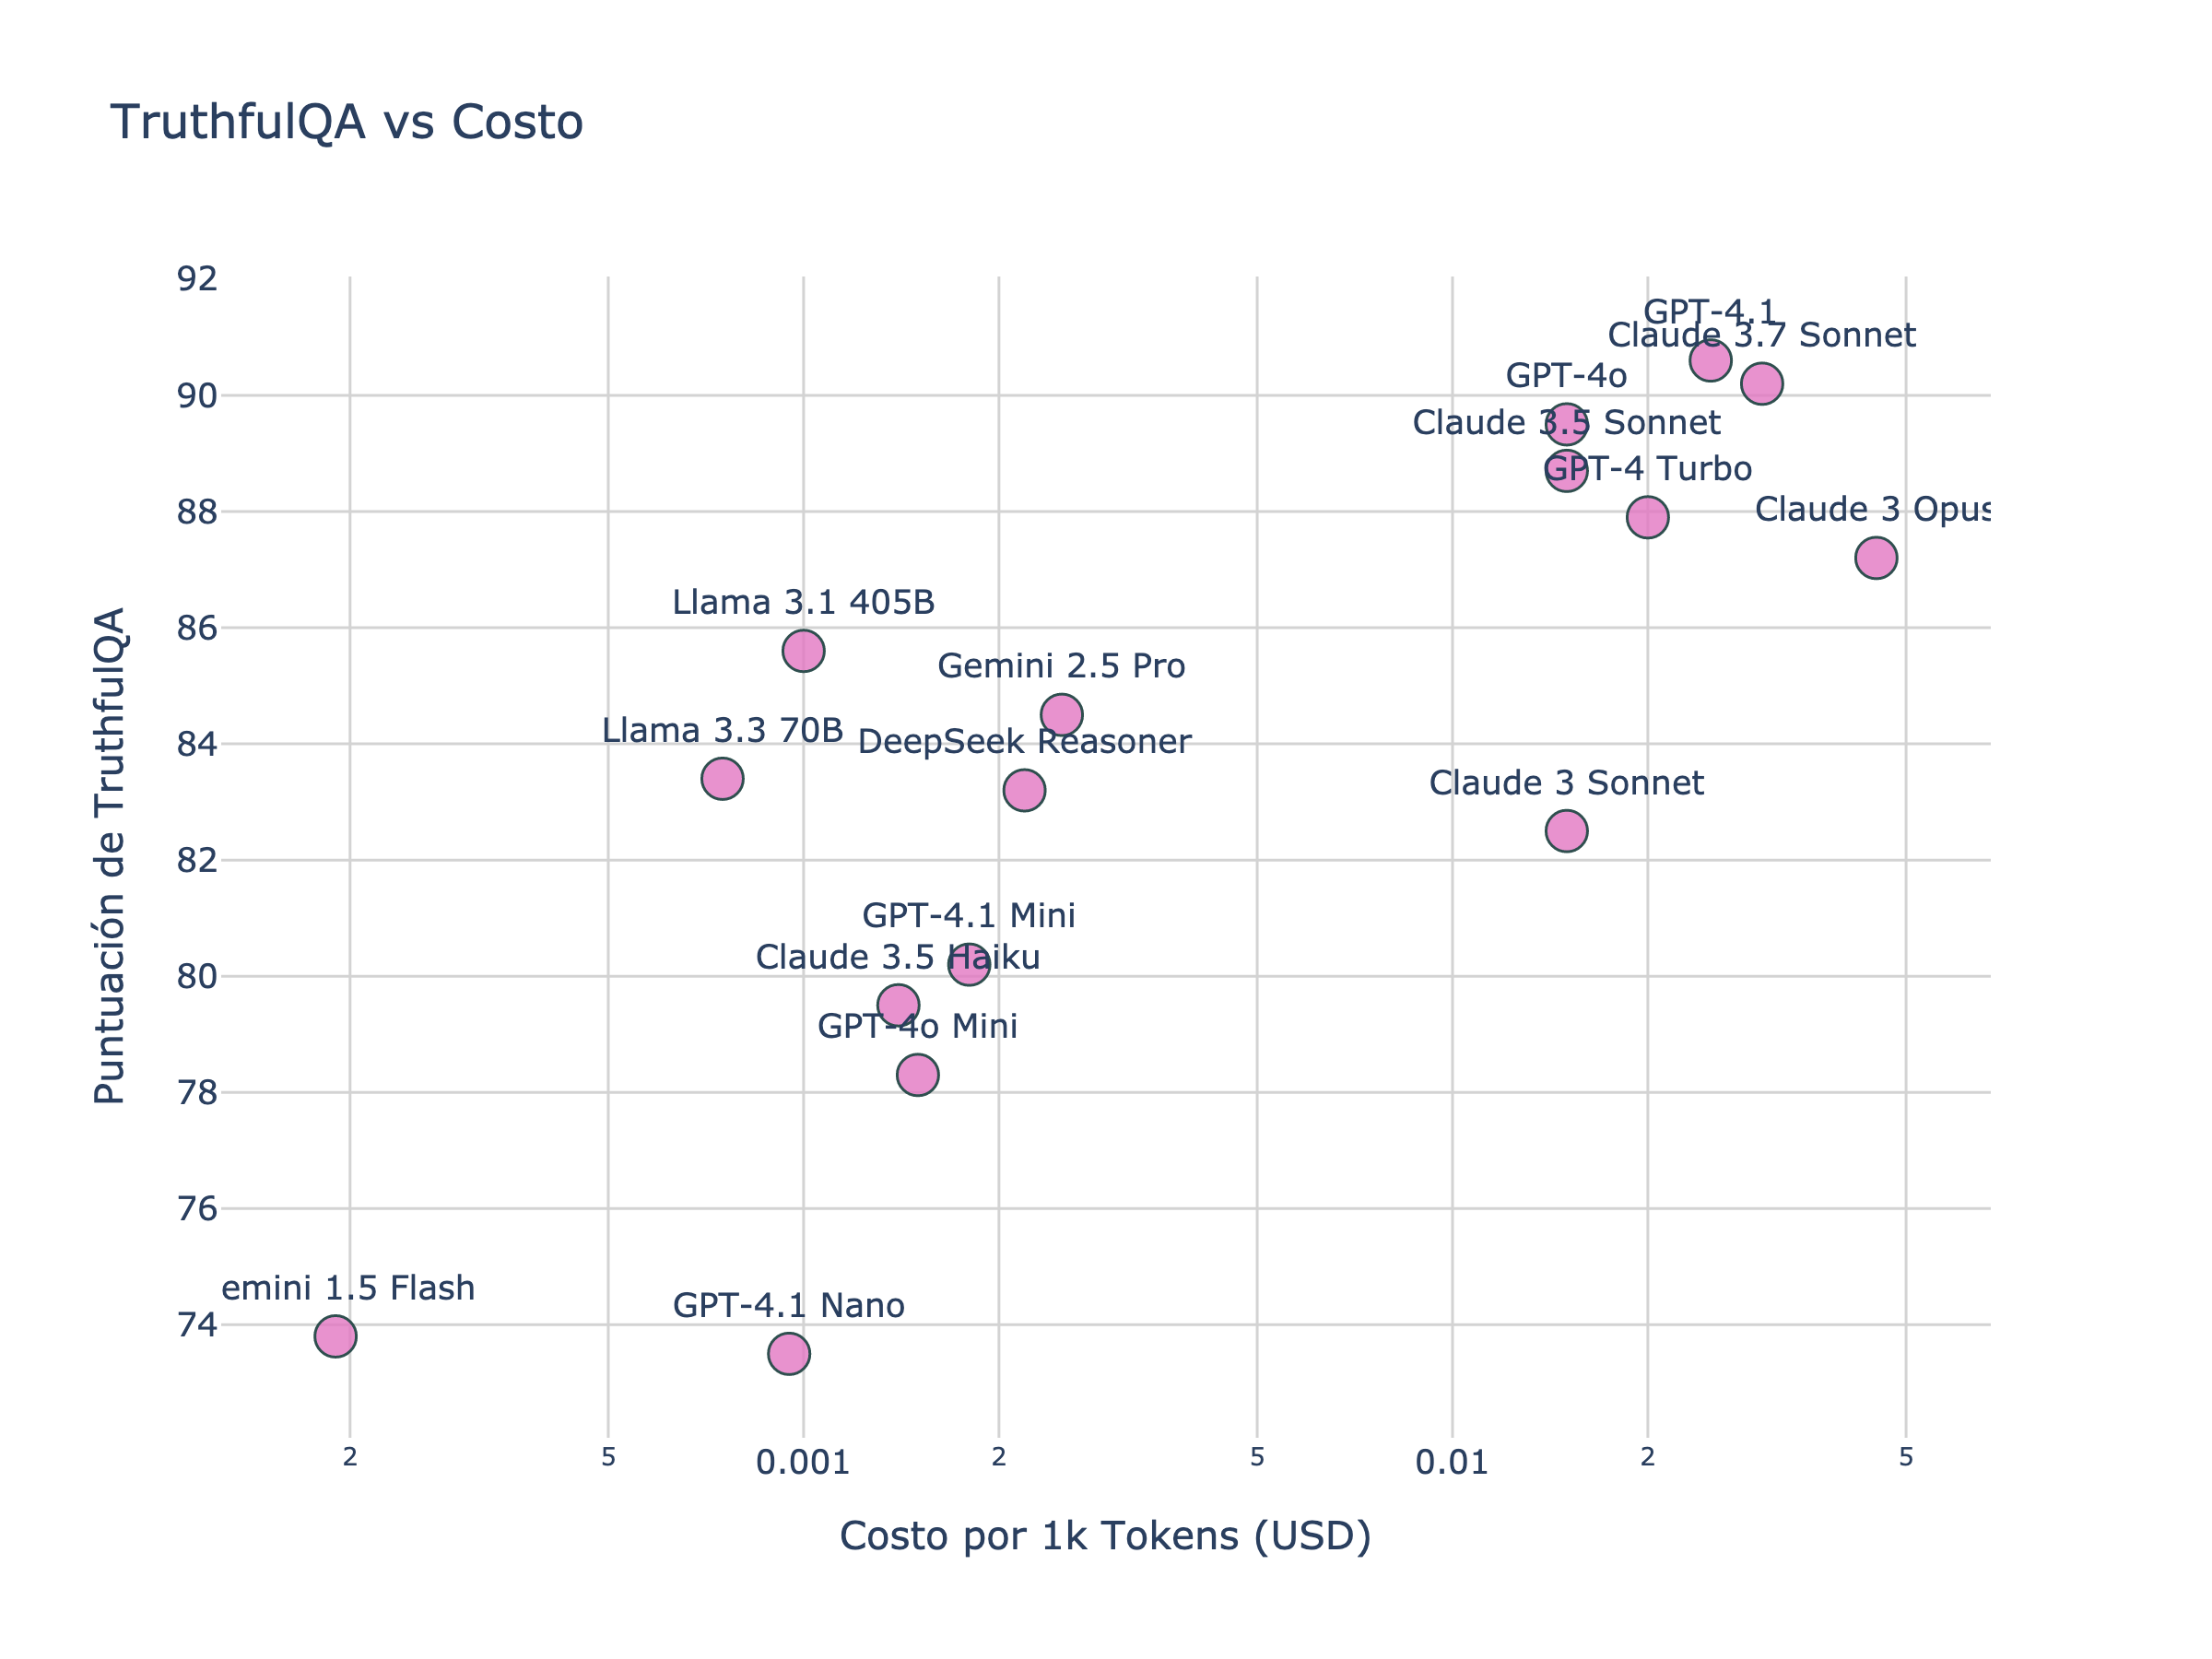 TruthfulQA vs Costo
92
90
88
86
84
82
80
78
76
74
Puntuación de TruthfulQA
GPT-4.1
Claude 3.7 Sonnet
GPT-4o
Claude 3.5 Sonnet
GPT-4 Turbo
Claude 3 Opus
Llama 3.1 405B
Gemini 2.5 Pro
Llama 3.3 70B
DeepSeek Reasoner
Claude 3 Sonnet
GPT-4.1 Mini
Claude 3.5 Haiku
GPT-4o Mini
emini 1.5 Flash
GPT-4.1 Nano
2
5
0.001
2
5
0.01
2
5
Costo por 1k Tokens (USD)